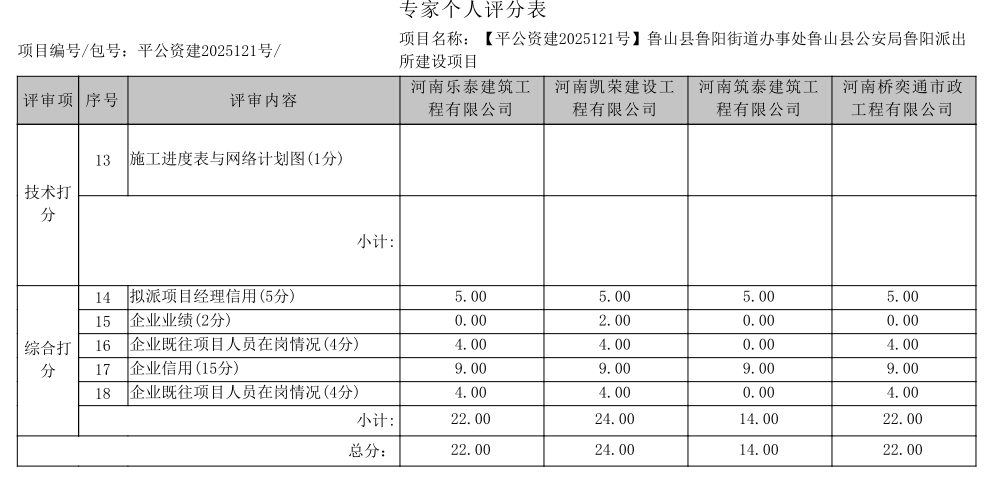 专家个人评分表
项目编号/包号：平公资建2025121号/
项目名称：【平公资建2025121号】鲁山县鲁阳街道办事处鲁山县公安局鲁阳派出
所建设项目
评审项 序号 评审内容 河南乐泰建筑工 河南凯荣建设工 河南筑泰建筑工 河南桥奕通市政
程有限公司 程有限公司 程有限公司 工程有限公司
13 施工进度表与网络计划图(1分)
技术打
分
小计:
14 拟派项目经理信用(5分) 5.00 5.00 5.00 5.00
15 企业业绩(2分) 0.00 2.00 0.00 0.00
综合打
分
16 企业既往项目人员在岗情况(4分) 4.00 4.00 0.00 4.00
17 企业信用(15分) 9.00 9.00 9.00 9.00
18 企业既往项目人员在岗情况(4分) 4.00 4.00 0.00 4.00
小计: 22.00 24.00 14.00 22.00
总分: 22.00 24.00 14.00 22.00